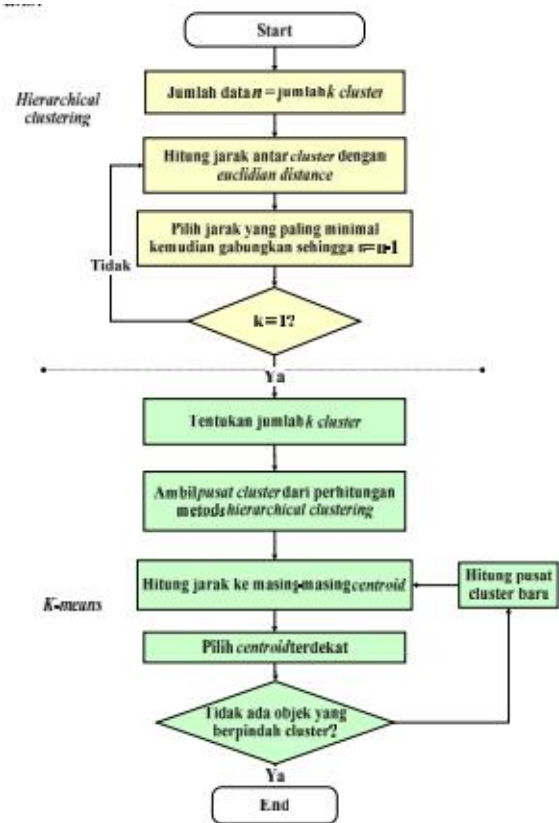 Start
Hierarchical
clustering
Jumlah data n = jumlah k cluster
Hitung jarak antar cluster dengan
euclidian distance
Pilih jarak yang paling minimal
kemudian gabungkan sehingga n=n-1
Tidak
k=1?
Ya
Tentukan jumlah k cluster
Ambil pusat cluster dari perhitungan
metods hierarchical clustering
Hitung jarak ke masing-masing centroid
Hitung pusat
cluster baru
K-means
Pilih centroid terdekat
Tidak ada objek yang
berpindah cluster?
Ya
End